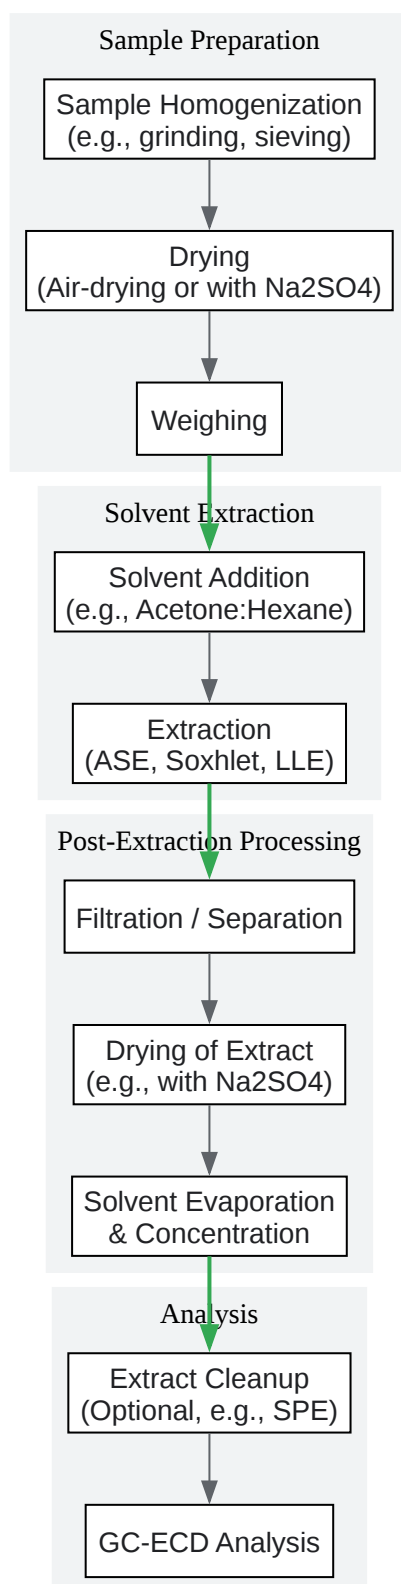 Sample Preparation
Sample Homogenization
(e.g., grinding, sieving)
Drying
(Air-drying or with Na2SO4)
Weighing
Solvent Extraction
Solvent Addition
(e.g., Acetone:Hexane)
Extraction
(ASE, Soxhlet, LLE)
Post-Extraction Processing
Filtration / Separation
Drying of Extract
(e.g., with Na2SO4)
Solvent Evaporation
& Concentration
Analysis
Extract Cleanup
(Optional, e.g., SPE)
GC-ECD Analysis